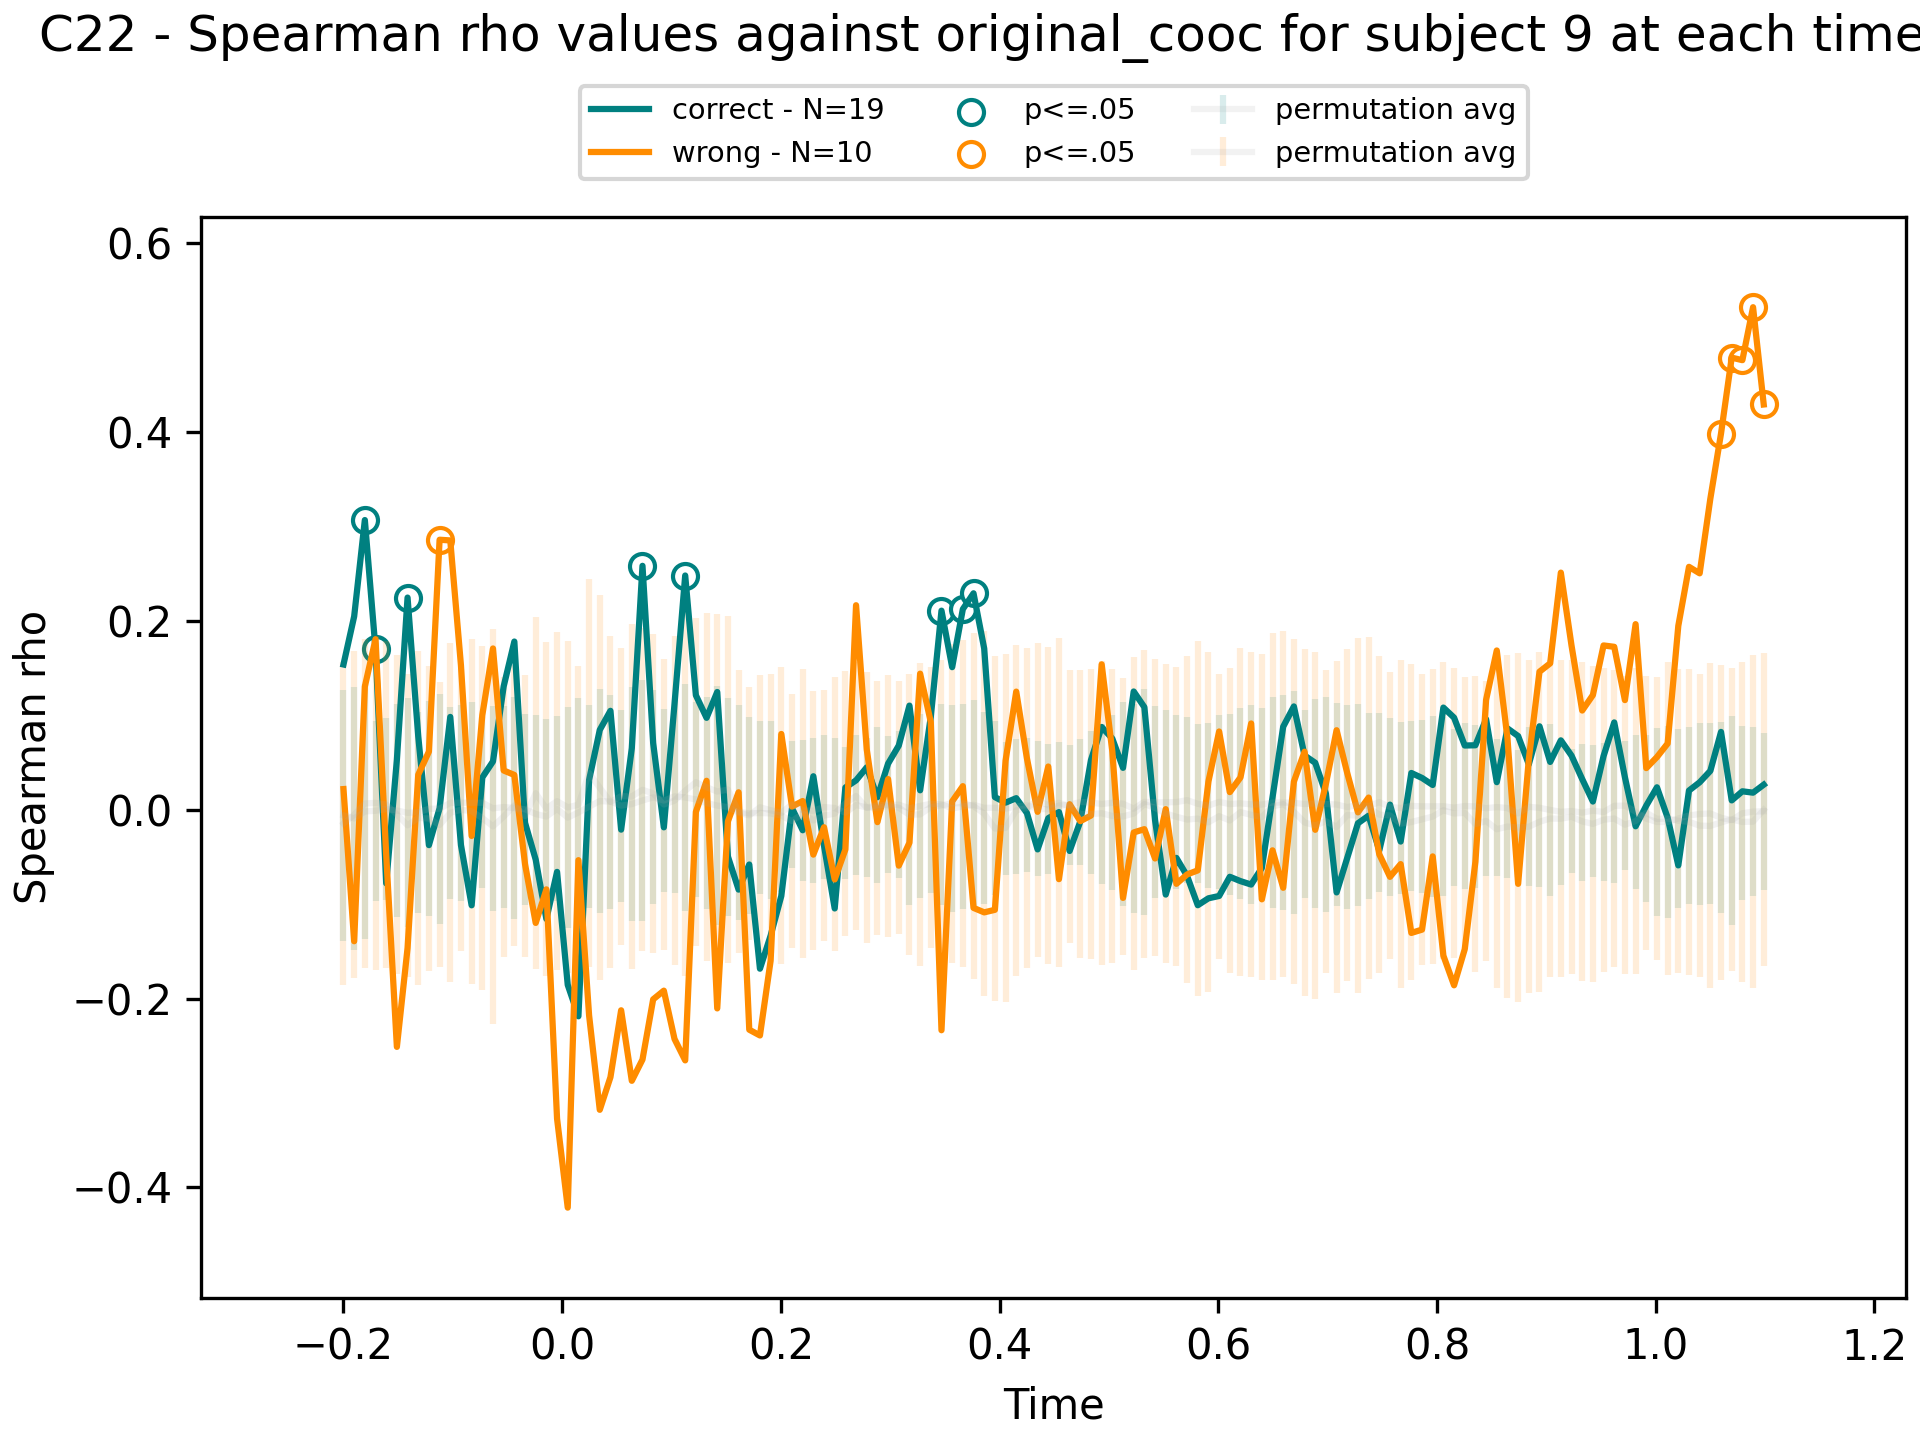 C22 - Spearman rho values against original_cooc for subject 9 at each time
correct - N=19 p<=.05 permutation avg
wrong - N=10 p<=.05 permutation avg
0.6
0.4
0.2
0.0
−0.2
−0.4
Spearman rho
−0.2 0.0 0.2 0.4 0.6 0.8 1.0 1.2
Time